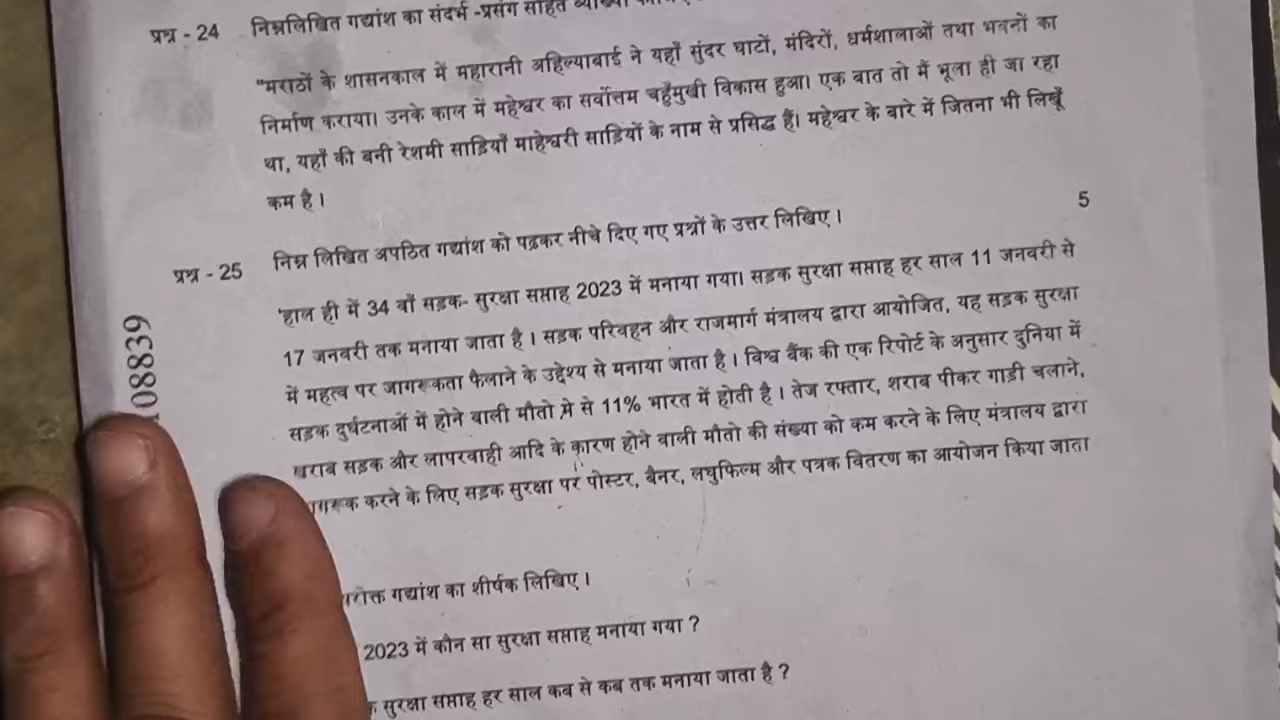 प्रश्न - 24 निम्नलिखित गद्यांश का संदर्भ -प्रसंग सहित व्याख्या
"मराठों के शासनकाल में महारानी अहिल्याबाई ने यहाँ सुंदर घाटों, मंदिरों, धर्मशालाओं तथा भवनों का
निर्माण कराया। उनके काल में महेश्वर का सर्वोत्तम चहुँमुखी विकास हुआ। एक बात तो मैं भूला ही जा रहा
था, यहाँ की बनी रेशमी साडियाँ माहेश्वरी साड़ियों के नाम से प्रसिद्ध हैं। महेश्वर के बारे में जितना भी लिखूँ
कम है।
5
प्रश्न - 25 निम्न लिखित अपठित गद्यांश को पढ़कर नीचे दिए गए प्रश्नों के उत्तर लिखिए।
'हाल ही में 34 वाँ सड़क- सुरक्षा सप्ताह 2023 में मनाया गया। सड़क सुरक्षा सप्ताह हर साल 11 जनवरी से
17 जनवरी तक मनाया जाता है। सड़क परिवहन और राजमार्ग मंत्रालय द्वारा आयोजित, यह सड़क सुरक्षा
में महत्व पर जागरूकता फैलाने के उद्देश्य से मनाया जाता है। विश्व बैंक की एक रिपोर्ट के अनुसार दुनिया में
सड़क दुर्घटनाओं में होने वाली मौतो मे से 11% भारत में होती है। तेज रफ्तार, शराब पीकर गाडी चलाने,
खराब सड़क और लापरवाही आदि के कारण होने वाली मौतो की संख्या को कम करने के लिए मंत्रालय द्वारा
करने के लिए सड़क सुरक्षा पर पोस्टर, बैनर, लघुफिल्म और पत्रक वितरण का आयोजन किया जाता
गद्यांश का शीर्षक लिखिए।
2023 में कौन सा सुरक्षा सप्ताह मनाया गया ?
सुरक्षा सप्ताह हर साल कब से कब तक मनाया जाता है ?
108839